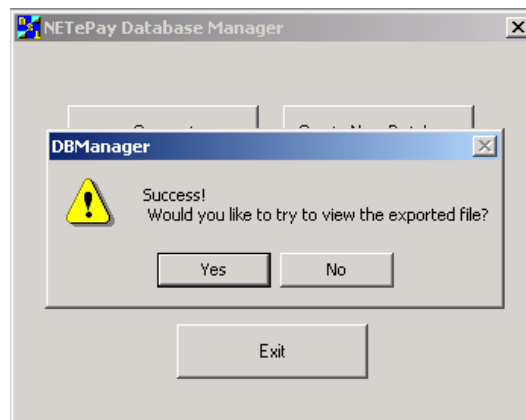 NETePay Database Manager
DBManager
Success!
Would you like to try to view the exported file?
Yes
No
Exit